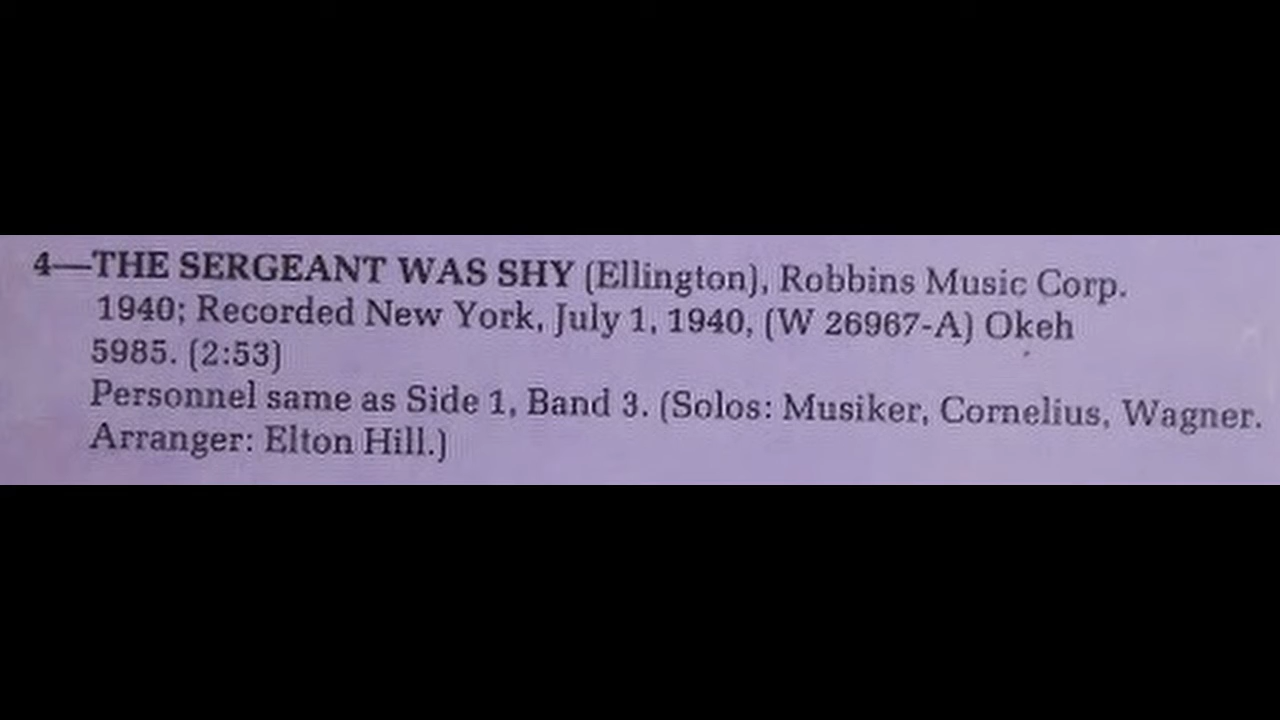 4—THE SERGEANT WAS SHY (Ellington), Robbins Music Corp.
1940; Recorded New York, July 1, 1940, (W 26967-A) Okeh
5985. (2:53)
Personnel same as Side 1, Band 3. (Solos: Musiker, Cornelius, Wagner.
Arranger: Elton Hill.)